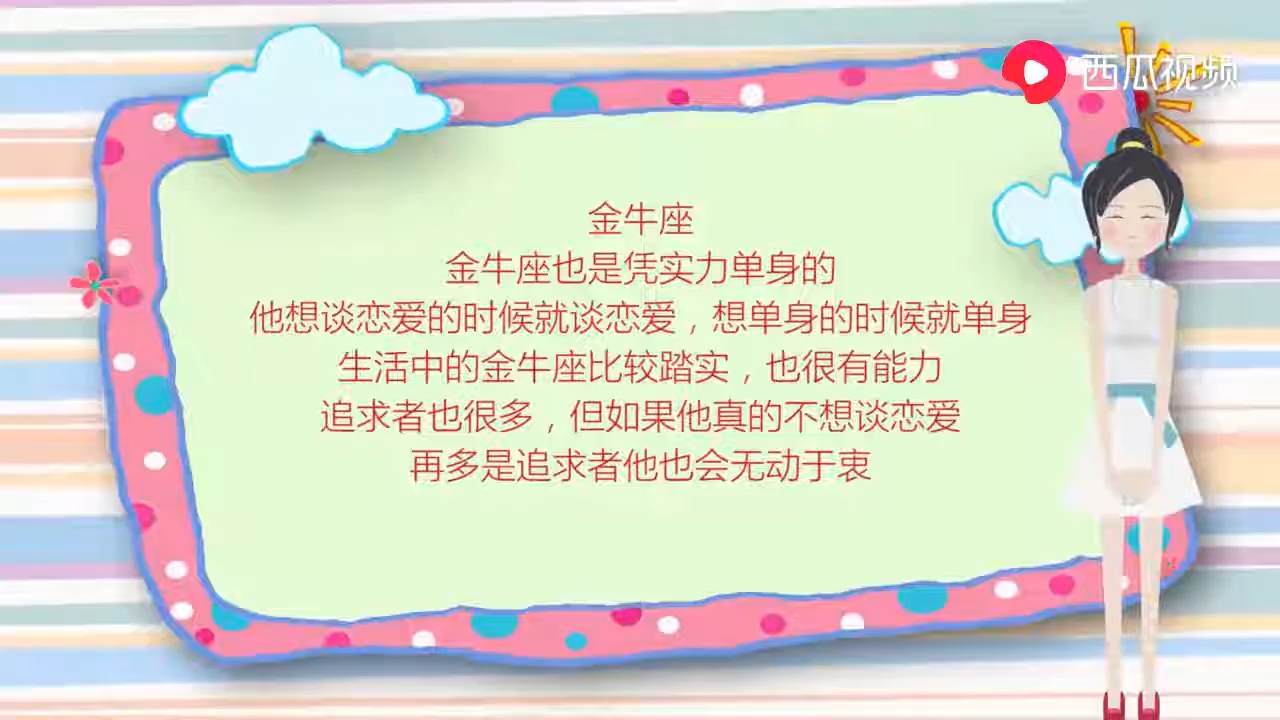 西瓜视频
金牛座
金牛座也是凭实力单身的
他想谈恋爱的时候就谈恋爱，想单身的时候就单身
生活中的金牛座比较踏实，也很有能力
追求者也很多，但如果他真的不想谈恋爱
再多是追求者他也会无动于衷